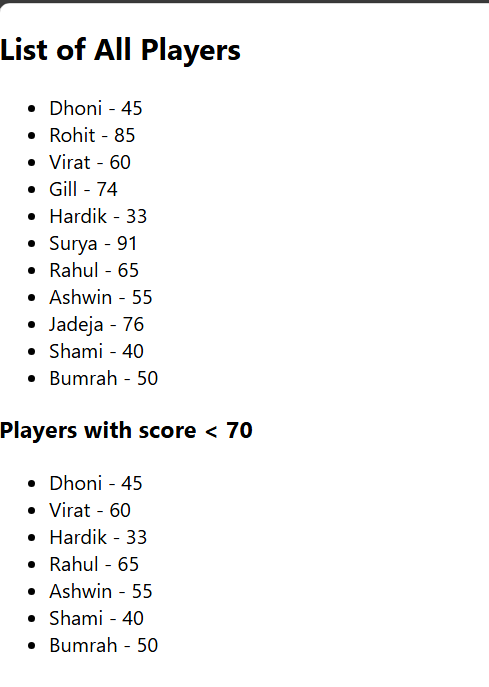 List of All Players
• Dhoni - 45
• Rohit - 85
• Virat - 60
• Gill - 74
• Hardik - 33
• Surya - 91
• Rahul - 65
• Ashwin - 55
• Jadeja - 76
• Shami - 40
• Bumrah - 50
Players with score < 70
• Dhoni - 45
• Virat - 60
• Hardik - 33
• Rahul - 65
• Ashwin - 55
• Shami - 40
• Bumrah - 50